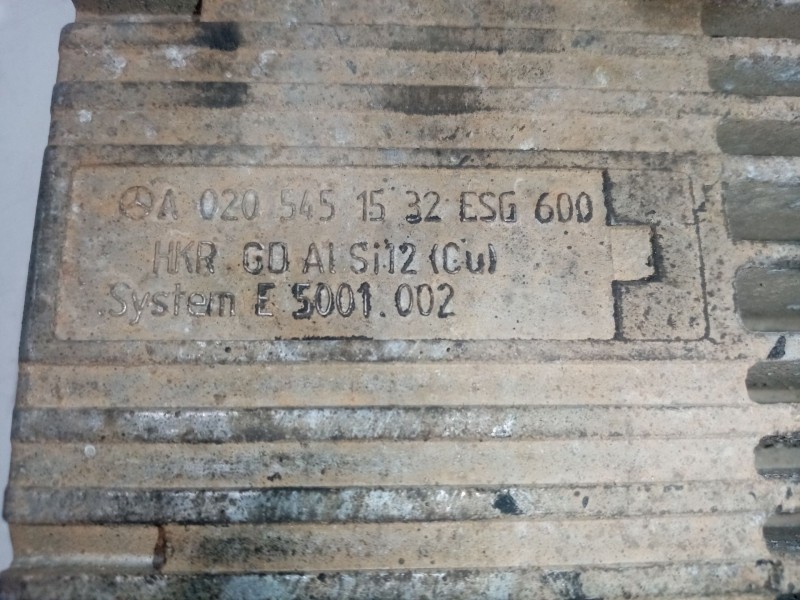 A 020 545 15 32 ESG 600
HKR GD Al Si12 (Cu)
System E 5001.002